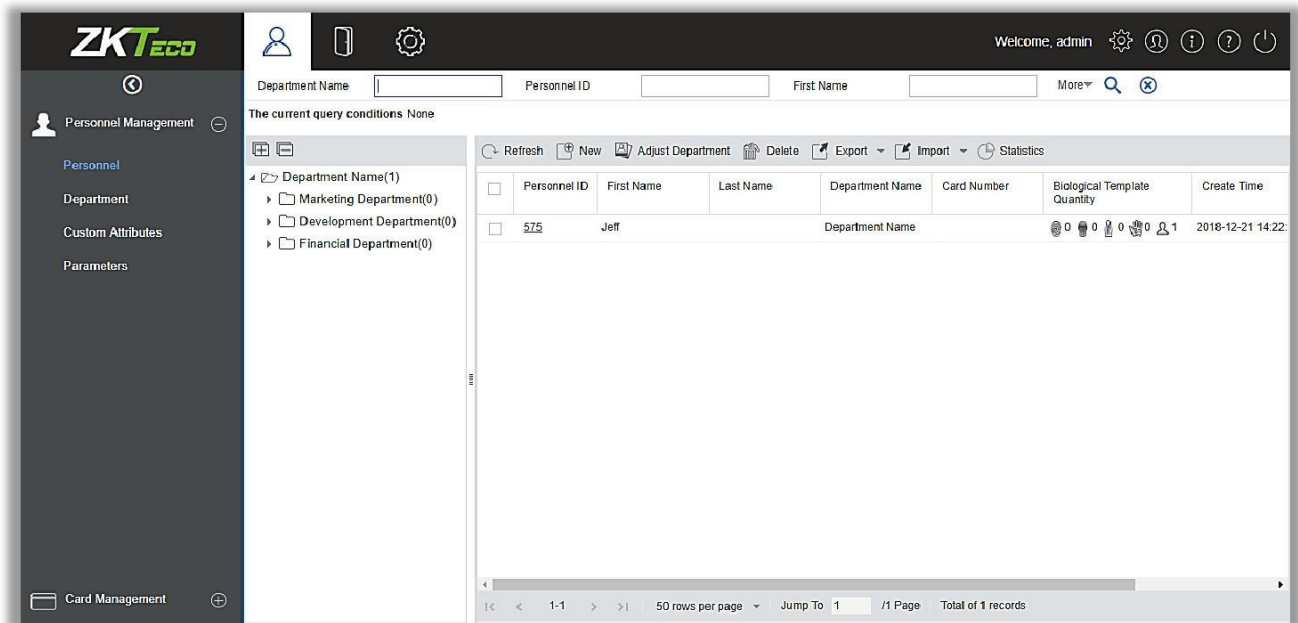 ZKTeco
Welcome, admin
Department Name
Personnel ID
First Name
More
The current query conditions None
Personnel Management
Personnel
Department
Custom Attributes
Parameters
Card Management
Department Name(1)
Marketing Department(0)
Development Department(0)
Financial Department(0)
Refresh New Adjust Department Delete Export Import Statistics
Personnel ID First Name Last Name Department Name Card Number Biological Template Quantity Create Time
575 Jeff Department Name 0 0 0 0 1 2018-12-21 14:22:
1-1 50 rows per page Jump To 1 /1 Page Total of 1 records